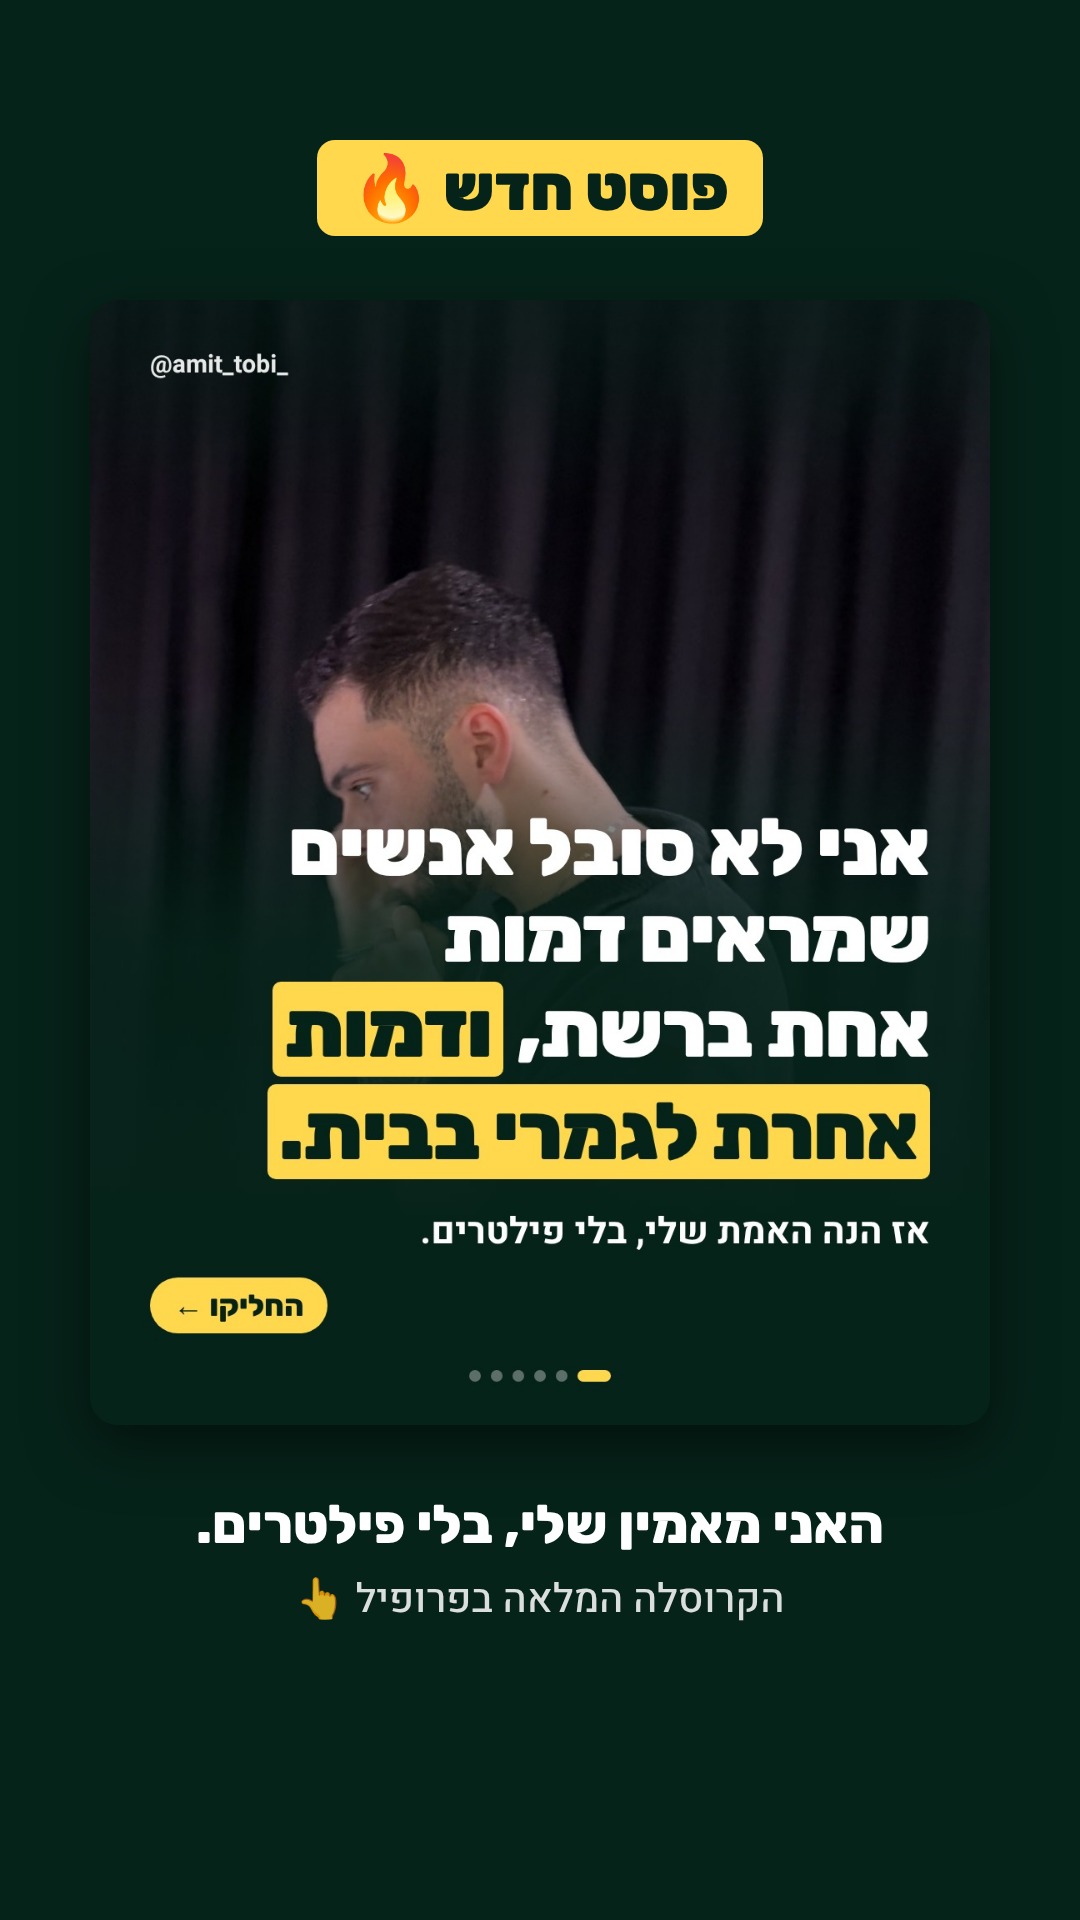 פוסט חדש 🔥
@amit_tobi_
אני לא סובל אנשים
שמראים דמות
אחת ברשת, ודמות
אחרת לגמרי בבית.
אז הנה האמת שלי, בלי פילטרים.
החליקו ←
האני מאמין שלי, בלי פילטרים.
הקרוסלה המלאה בפרופיל 👆